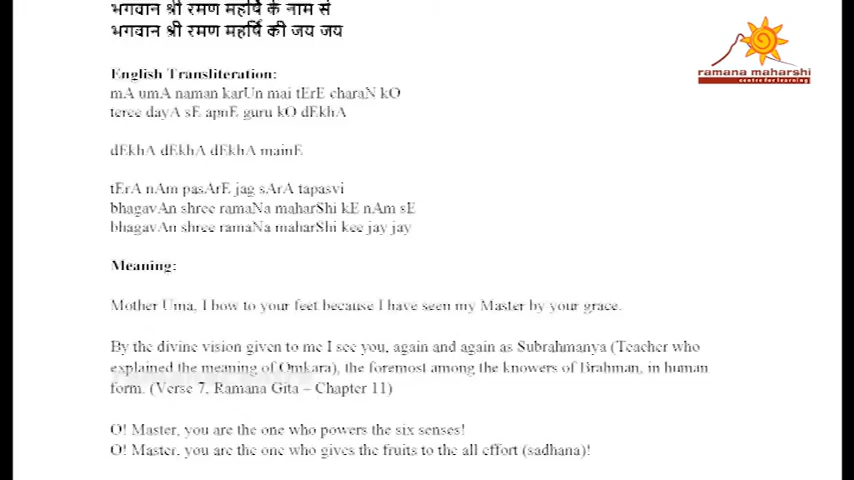 भगवान श्री रमण महर्षि के नाम से
भगवान श्री रमण महर्षि की जय जय
ramana maharshi
centre for learning
English Transliteration:
mA umA naman karUn mai tErE charaN kO
teree dayA sE apnE guru kO dEkhA
dEkhA dEkhA dEkhA mainE
tErA nAm pasArE jag sArA tapasvi
bhagavAn shree ramaNa maharShi kE nAm sE
bhagavAn shree ramaNa maharShi kee jay jay
Meaning:
Mother Uma, I bow to your feet because I have seen my Master by your grace.
By the divine vision given to me I see you, again and again as Subrahmanya (Teacher who
explained the meaning of Omkara), the foremost among the knowers of Brahman, in human
form. (Verse 7, Ramana Gita – Chapter 11)
O! Master, you are the one who powers the six senses!
O! Master, you are the one who gives the fruits to the all effort (sadhana)!